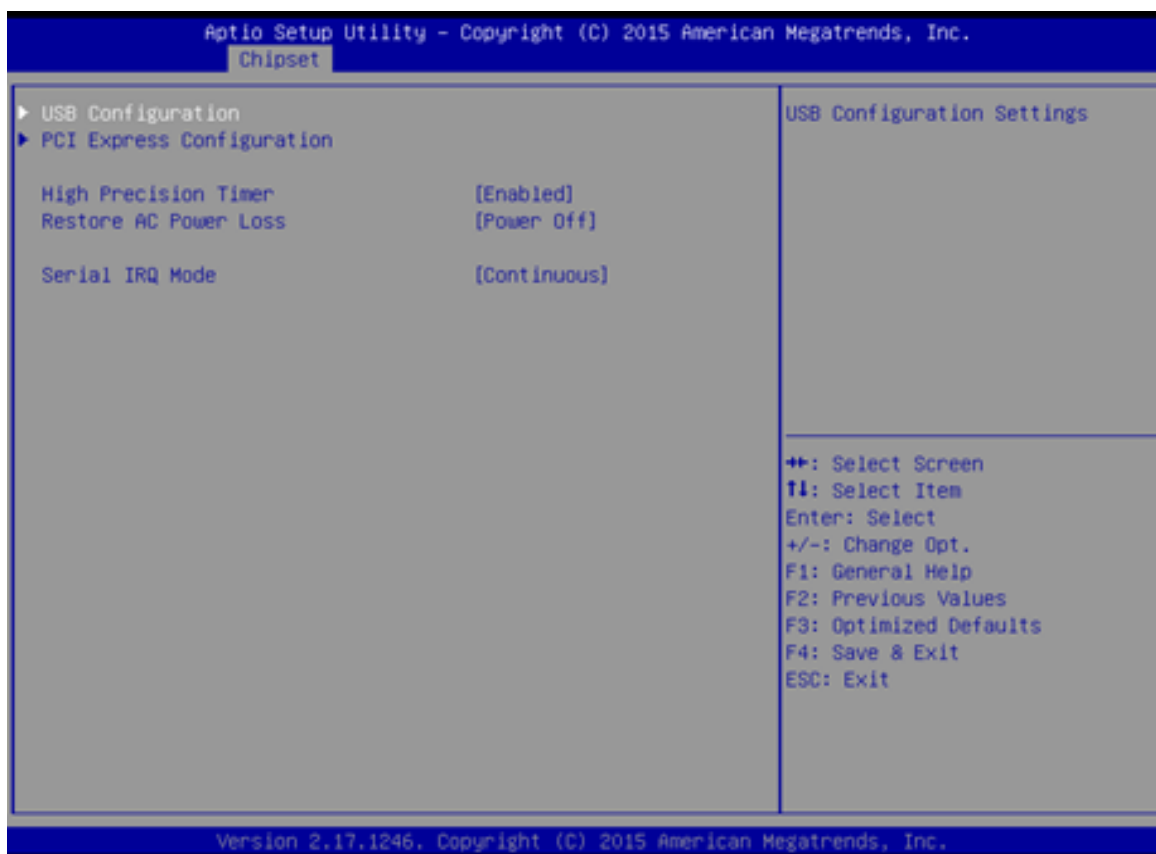 Aptio Setup Utility – Copyright (C) 2015 American Megatrends, Inc.
Chipset
▶ USB Configuration
▶ PCI Express Configuration
High Precision Timer [Enabled]
Restore AC Power Loss [Power Off]
Serial IRQ Mode [Continuous]
USB Configuration Settings
→←: Select Screen
↑↓: Select Item
Enter: Select
+/-: Change Opt.
F1: General Help
F2: Previous Values
F3: Optimized Defaults
F4: Save & Exit
ESC: Exit
Version 2.17.1246. Copyright (C) 2015 American Megatrends, Inc.